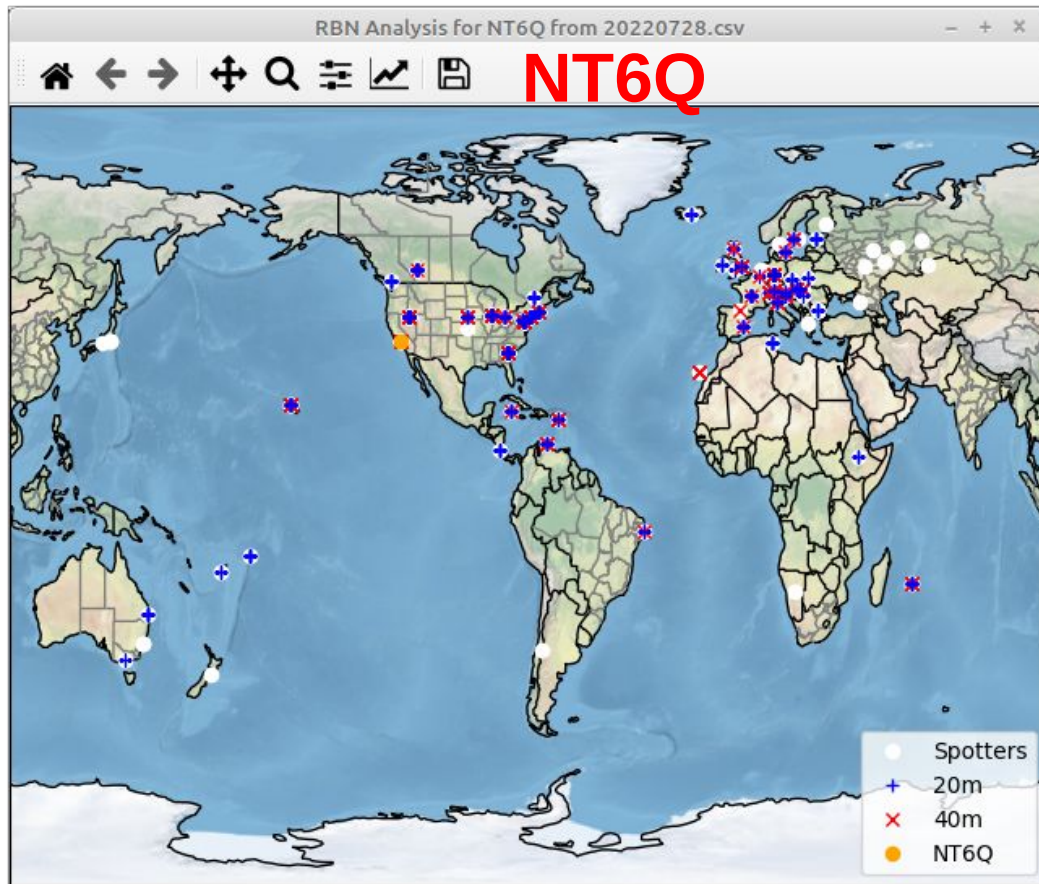 RBN Analysis for NT6Q from 20220728.csv
NT6Q
Spotters
20m
40m
NT6Q